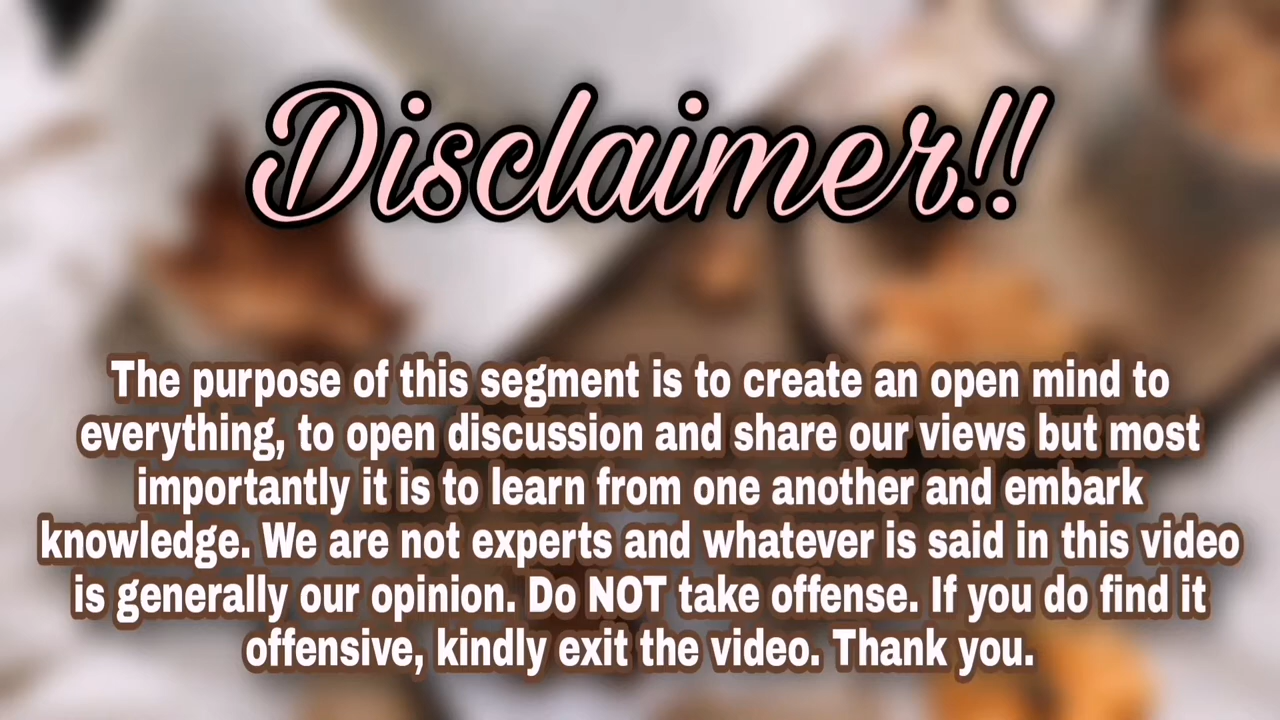 Disclaimer!!
The purpose of this segment is to create an open mind to
everything, to open discussion and share our views but most
importantly it is to learn from one another and embark
knowledge. We are not experts and whatever is said in this video
is generally our opinion. Do NOT take offense. If you do find it
offensive, kindly exit the video. Thank you.